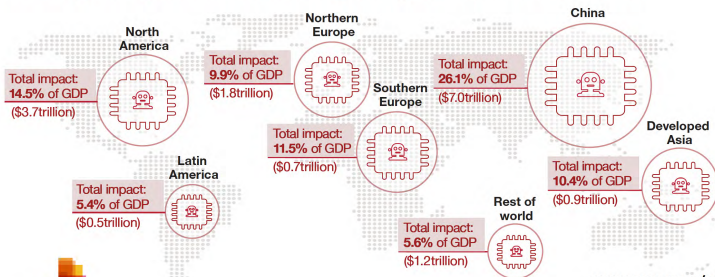 North
America
Total impact:
14.5% of GDP
($3.7trillion)
Northern
Europe
Total impact:
9.9% of GDP
($1.8trillion)
China
Total impact:
26.1% of GDP
($7.0trillion)
Southern
Europe
Total impact:
11.5% of GDP
($0.7trillion)
Developed
Asia
Total impact:
10.4% of GDP
($0.9trillion)
Latin
America
Total impact:
5.4% of GDP
($0.5trillion)
Rest of
world
Total impact:
5.6% of GDP
($1.2trillion)